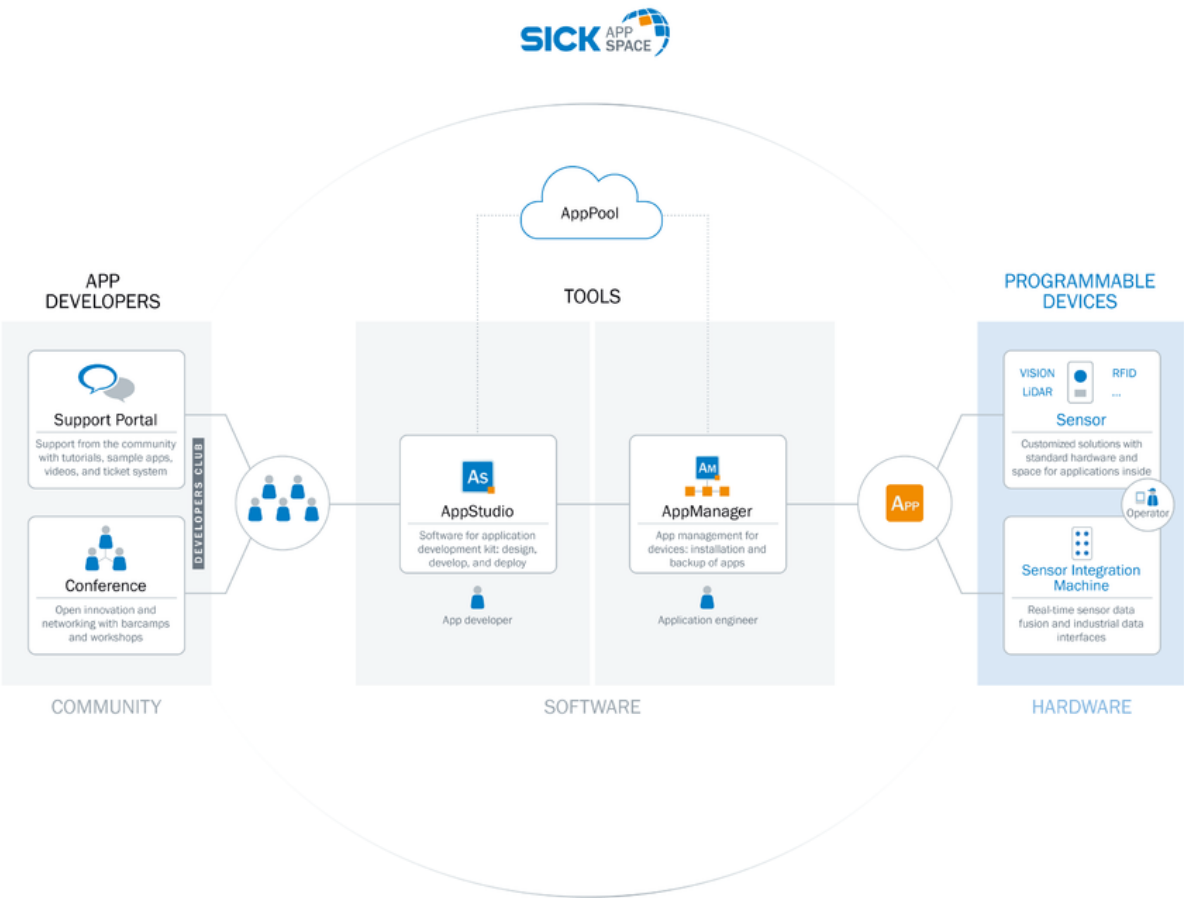 SICK APP SPACE
AppPool
APP
DEVELOPERS
TOOLS
PROGRAMMABLE
DEVICES
Support Portal
Support from the community
with tutorials, sample apps,
videos, and ticket system
DEVELOPERS CLUB
Conference
Open innovation and
networking with barcamps
and workshops
COMMUNITY
As
AppStudio
Software for application
development kit: design,
develop, and deploy
App developer
AM
AppManager
App management for
devices: installation and
backup of apps
Application engineer
SOFTWARE
APP
VISION
RFID
LiDAR
...
Sensor
Customized solutions with
standard hardware and
space for applications inside
Operator
Sensor Integration
Machine
Real-time sensor data
fusion and industrial data
interfaces
HARDWARE